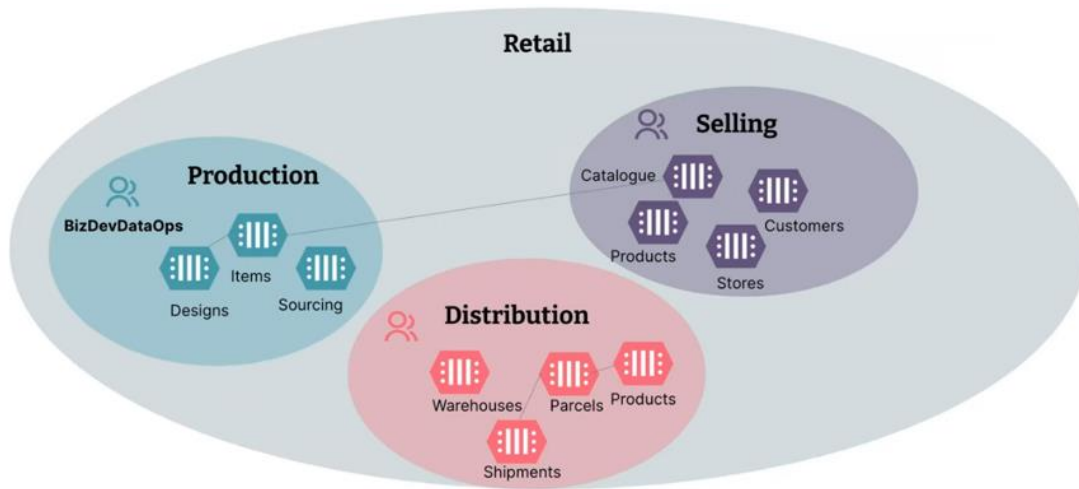 Retail
Selling
Catalogue
Customers
Products
Stores
Production
BizDevDataOps
Items
Designs
Sourcing
Distribution
Warehouses
Parcels
Products
Shipments